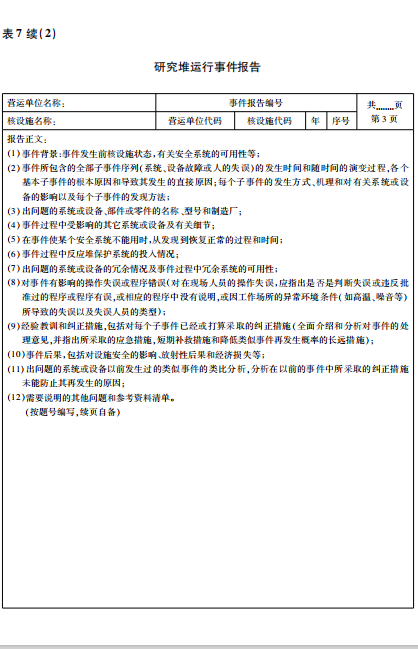 表7 续(2)
研究堆运行事件报告
营运单位名称:
事件报告编号
共........页
第 3 页
核设施名称:
营运单位代码
核设施代码
年
序号
报告正文:
(1)事件背景:事件发生前核设施状态,有关安全系统的可用性等;
(2)事件所包含的全部子事件序列(系统、设备故障或人的失误)的发生时间和随时间的演变过程,各个
基本子事件的根本原因和导致其发生的直接原因;每个子事件的发生方式、机理和对有关系统或设
备的影响以及每个子事件的发现方法;
(3)出问题的系统或设备、部件或零件的名称、型号和制造厂;
(4)事件过程中受影响的其它系统或设备及有关细节;
(5)在事件使某个安全系统不能用时,从发现到恢复正常的过程和时间;
(6)事件过程中反应堆保护系统的投入情况;
(7)出问题的系统或设备的冗余情况及事件过程中冗余系统的可用性;
(8)对事件有影响的操作失误或程序错误(对在现场人员的操作失误,应指出是否是判断失误或违反批
准过的程序或程序有误,或相应的程序中没有说明,或因工作场所的异常环境条件(如高温、噪音等)
所导致的失误以及失误人员的类型);
(9)经验教训和纠正措施,包括对每个子事件已经或打算采取的纠正措施(全面介绍和分析对事件的处
理意见,并指出所采取的应急措施,短期补救措施和降低类似事件再发生概率的长远措施);
(10)事件后果,包括对设施安全的影响、放射性后果和经济损失等;
(11)出问题的系统或设备以前发生过的类似事件的类比分析,分析在以前的事件中所采取的纠正措施
未能防止其再发生的原因;
(12)需要说明的其他问题和参考资料清单。
(按题号编写,续页自备)